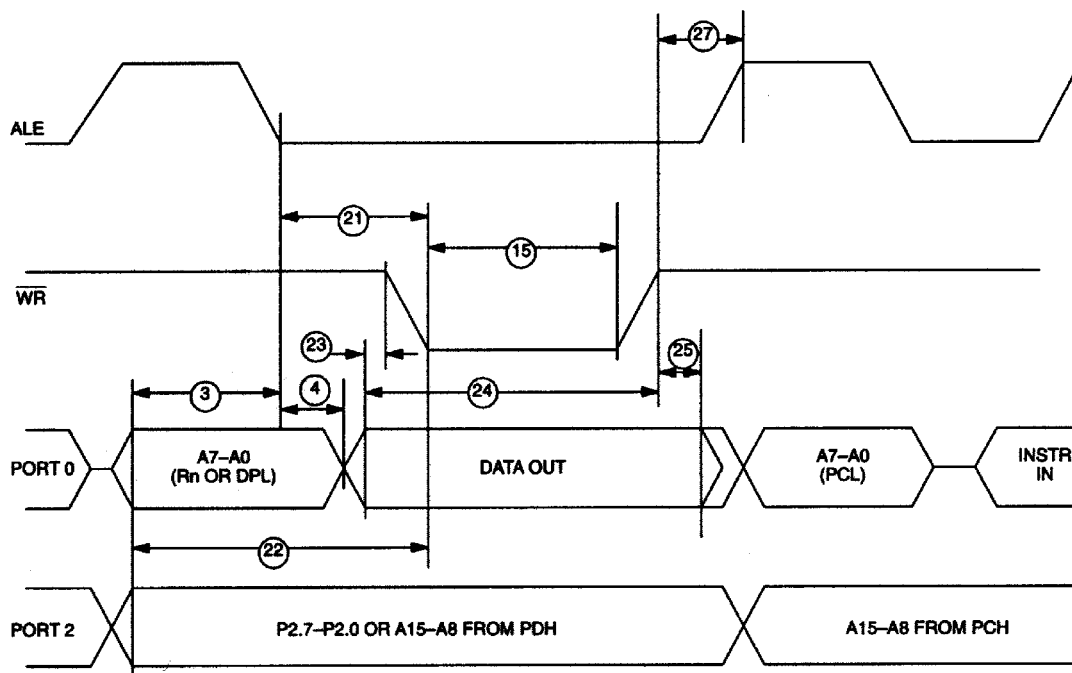 27
ALE
21
15
WR
23
25
3
4
24
PORT 0
A7–A0
(Rn OR DPL)
DATA OUT
A7–A0
(PCL)
INSTR
IN
22
PORT 2
P2.7–P2.0 OR A15–A8 FROM PDH
A15–A8 FROM PCH